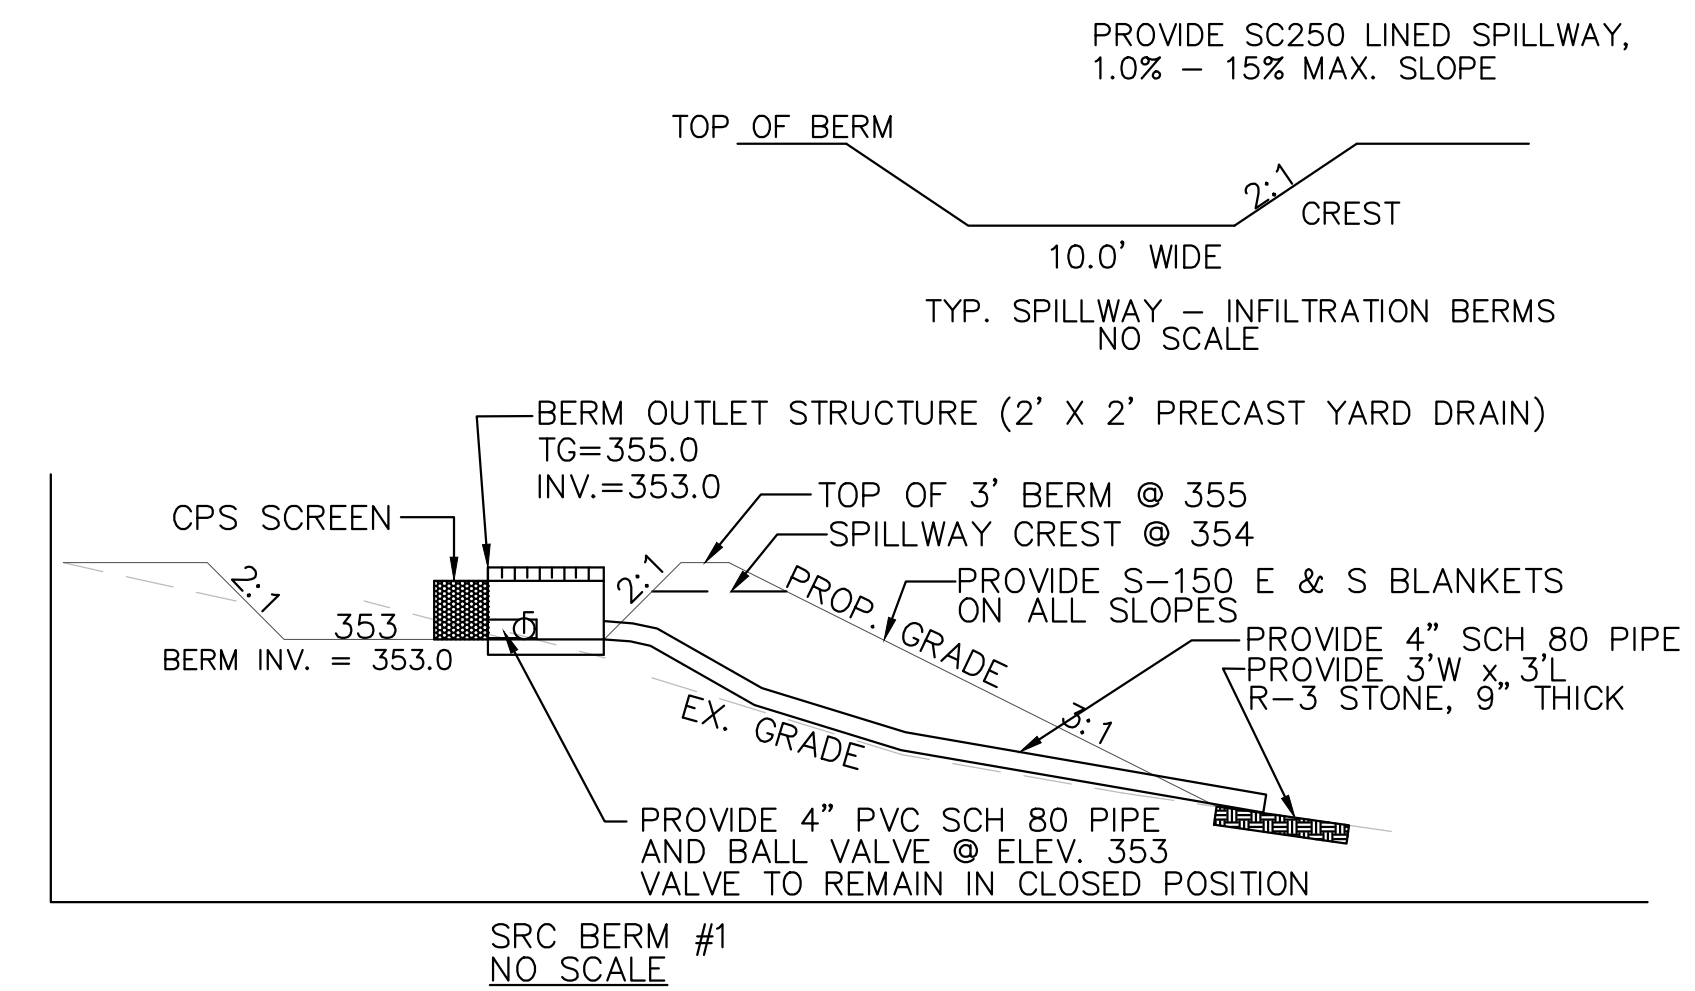 PROVIDE SC250 LINED SPILLWAY,
1.0% – 15% MAX. SLOPE
TOP OF BERM
2:1
CREST
10.0' WIDE
TYP. SPILLWAY – INFILTRATION BERMS
NO SCALE
BERM OUTLET STRUCTURE (2' X 2' PRECAST YARD DRAIN)
TG=355.0
INV.=353.0
CPS SCREEN
TOP OF 3' BERM @ 355
SPILLWAY CREST @ 354
2:1
2:1
PROP. GRADE
PROVIDE S-150 E & S BLANKETS
ON ALL SLOPES
353
BERM INV. = 353.0
PROVIDE 4" SCH 80 PIPE
PROVIDE 3'W x 3'L
R-3 STONE, 9" THICK
EX. GRADE
3:1
PROVIDE 4" PVC SCH 80 PIPE
AND BALL VALVE @ ELEV. 353
VALVE TO REMAIN IN CLOSED POSITION
SRC BERM #1
NO SCALE